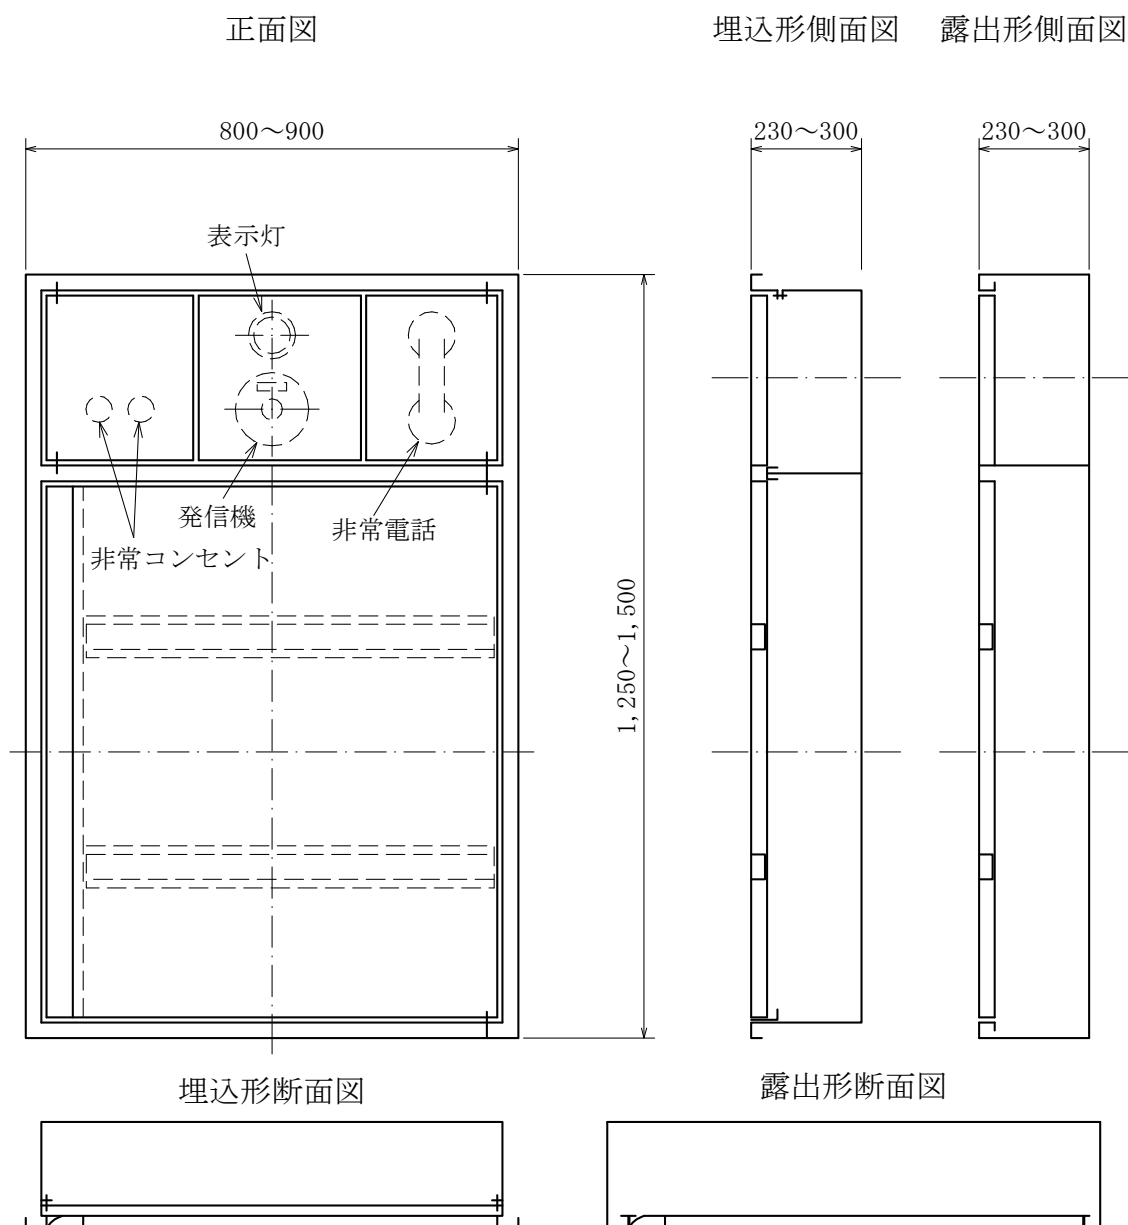 正面図
埋込形側面図
露出形側面図
800～900
230～300
230～300
表示灯
発信機
非常電話
非常コンセント
1,250～1,500
埋込形断面図
露出形断面図